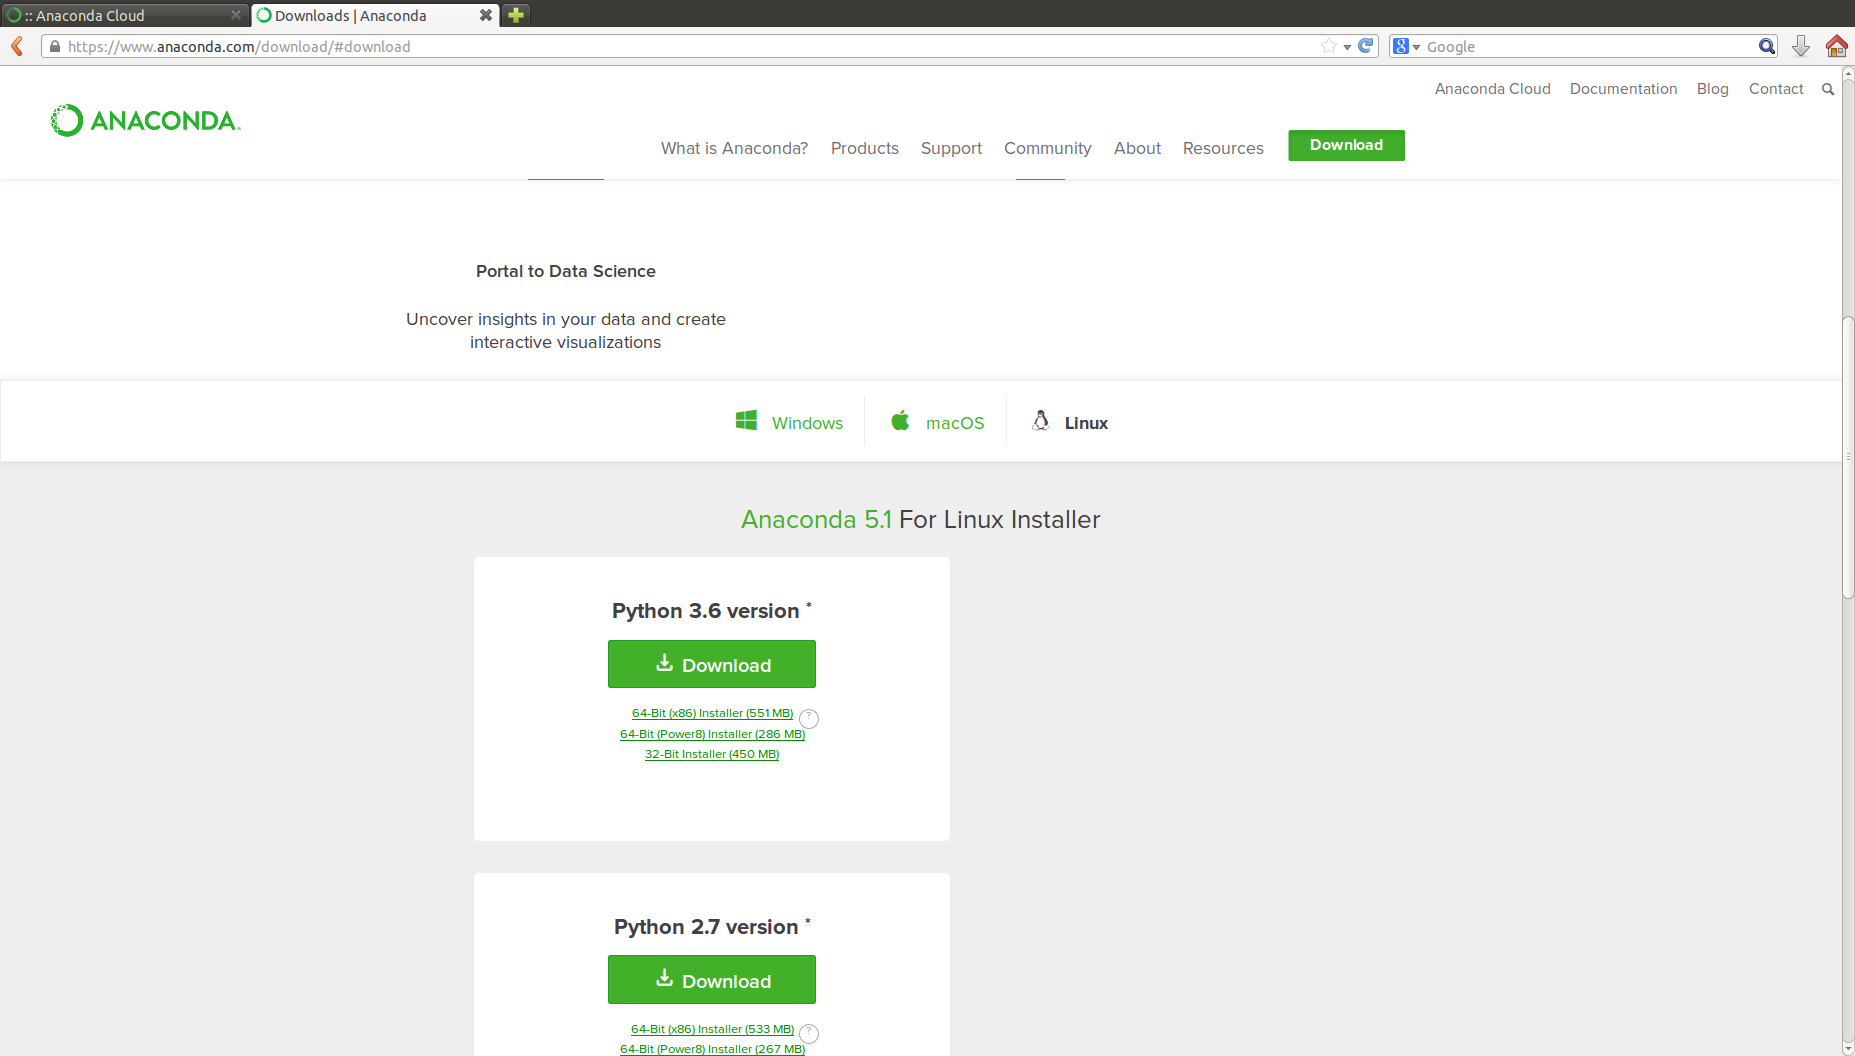 :: Anaconda Cloud
Downloads | Anaconda
https://www.anaconda.com/download/#download
8
Google
Anaconda Cloud
Documentation
Blog
Contact
ANACONDA.
What is Anaconda?
Products
Support
Community
About
Resources
Download
Portal to Data Science
Uncover insights in your data and create
interactive visualizations
Windows
macOS
Linux
Anaconda 5.1 For Linux Installer
Python 3.6 version *
Download
64-Bit (x86) Installer (551 MB) ?
64-Bit (Power8) Installer (286 MB)
32-Bit Installer (450 MB)
Python 2.7 version *
Download
64-Bit (x86) Installer (533 MB) ?
64-Bit (Power8) Installer (267 MB)